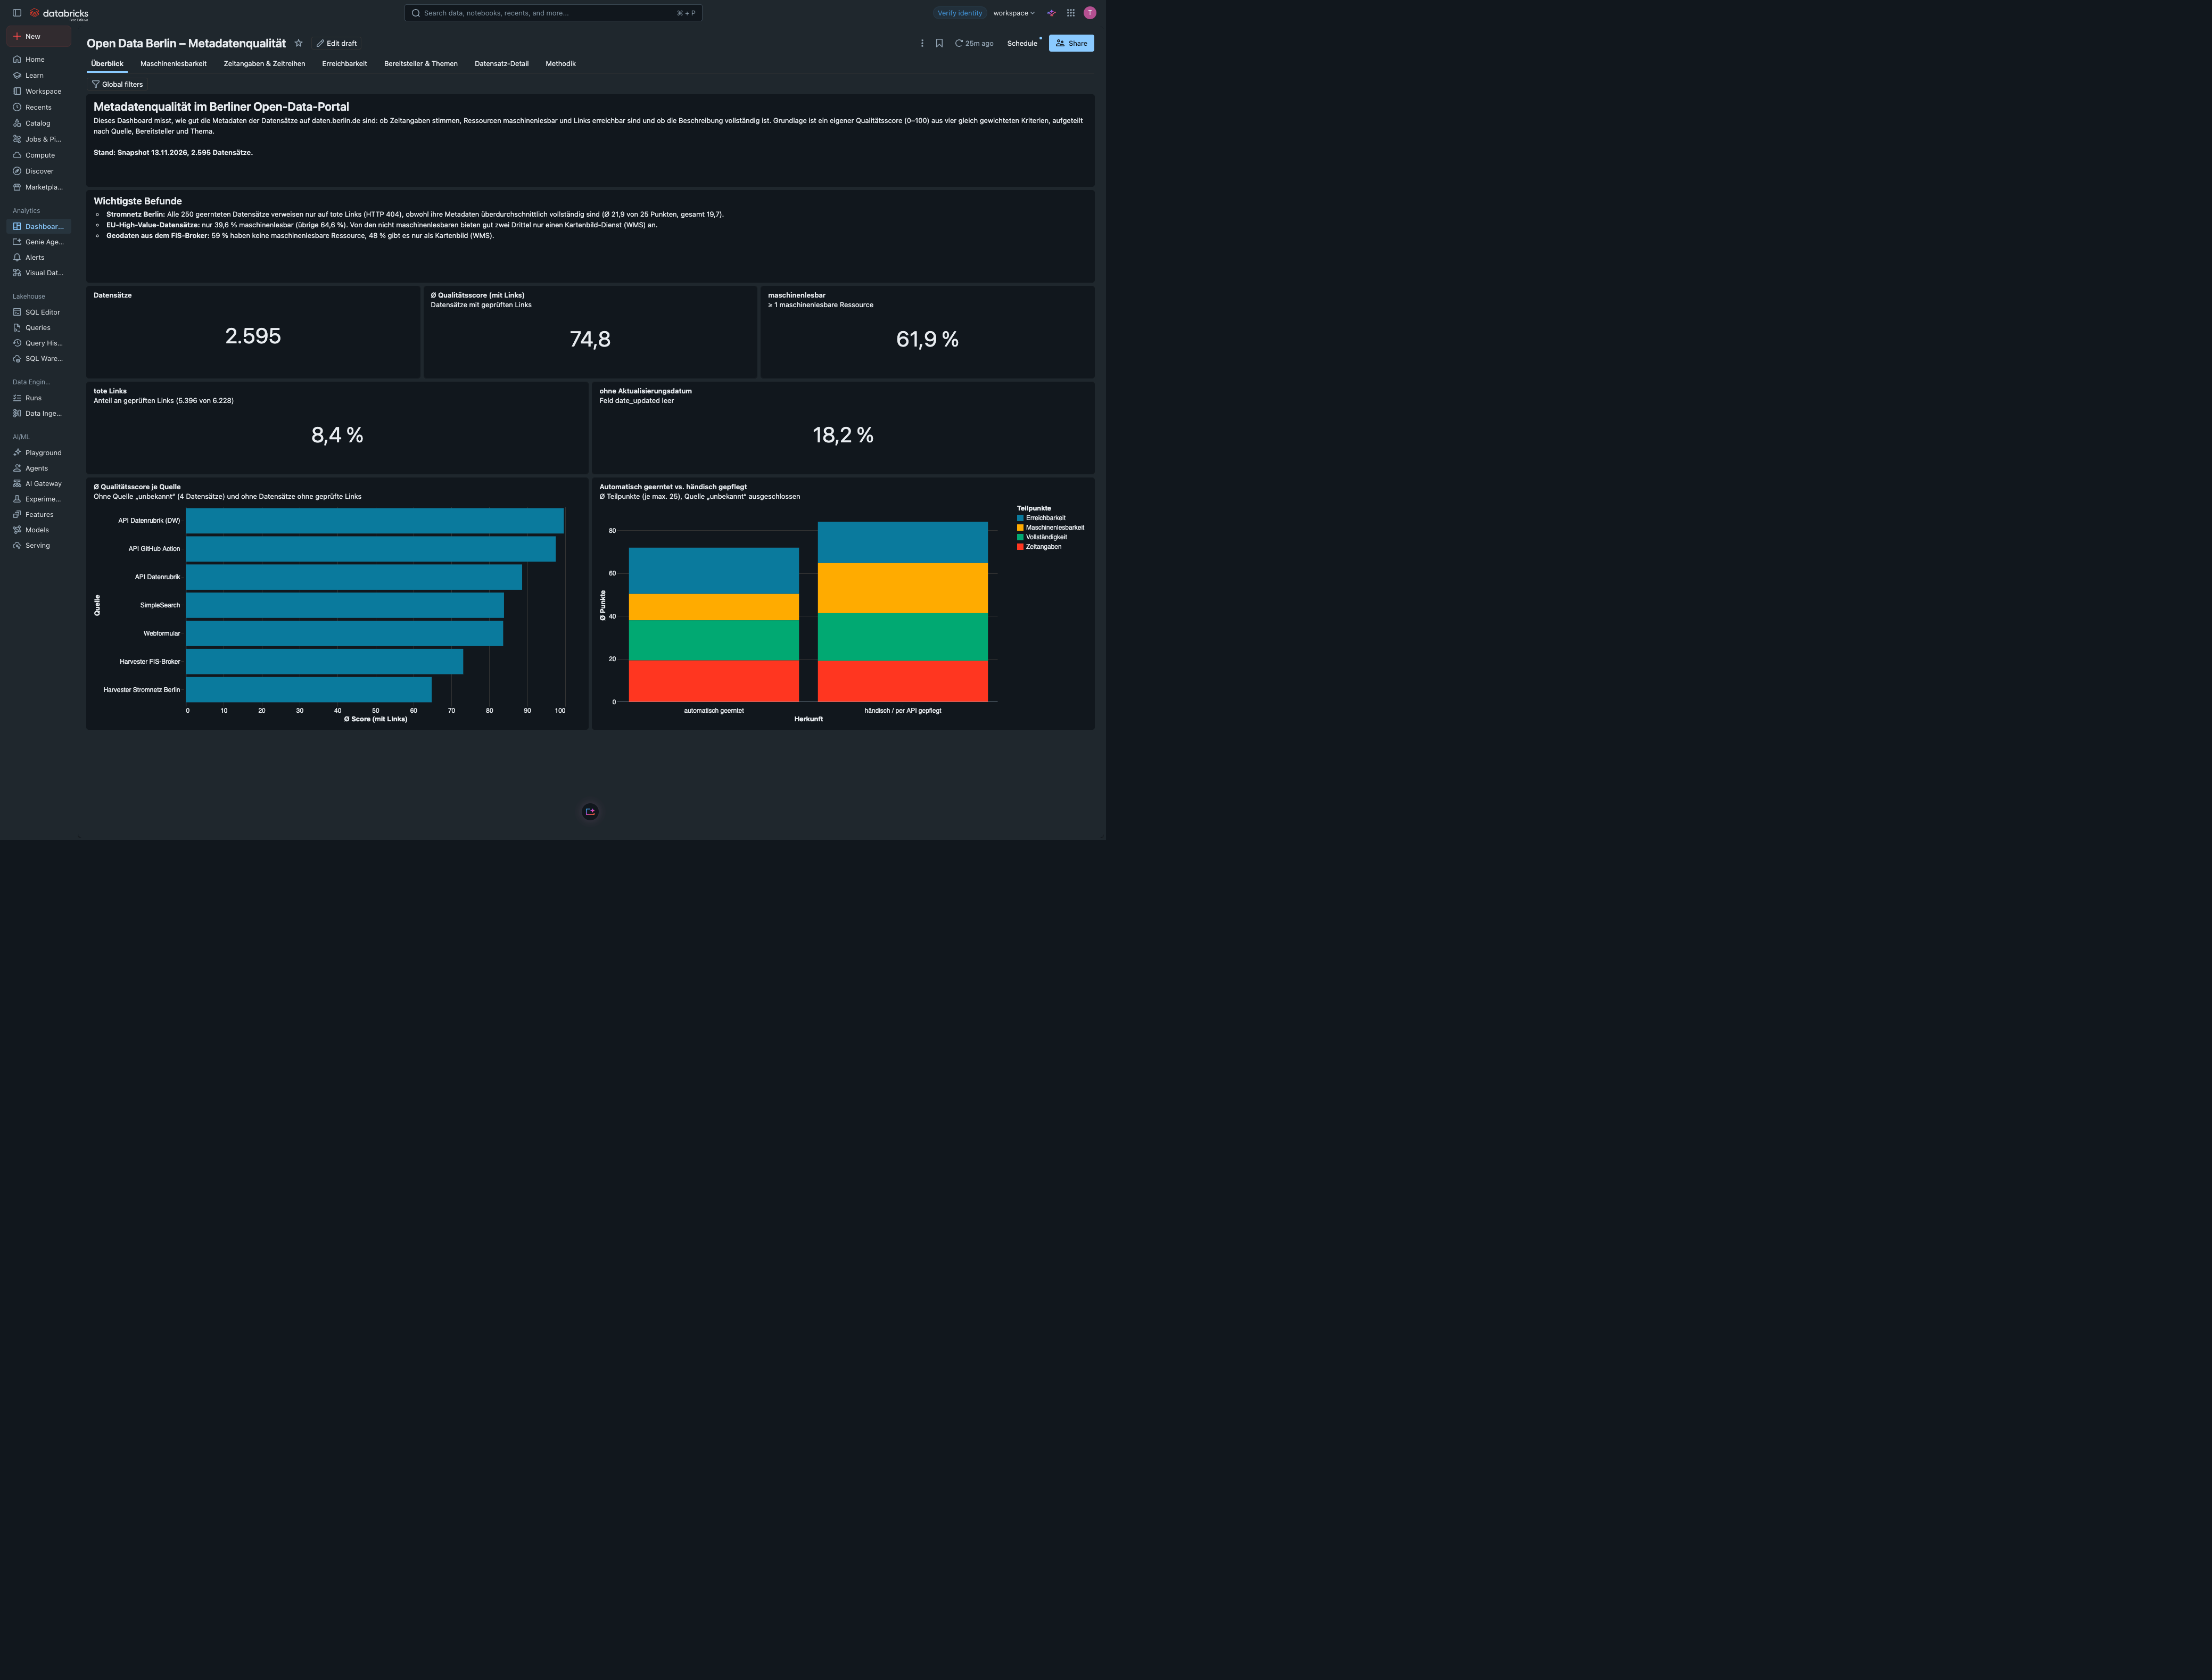 databricks
Free Edition
Search data, notebooks, recents, and more...
⌘ + P
Verify identity
workspace
T
New
Home
Learn
Workspace
Recents
Catalog
Jobs & Pi...
Compute
Discover
Marketpla...
Analytics
Dashboar...
Genie Age...
Alerts
Visual Dat...
Lakehouse
SQL Editor
Queries
Query His...
SQL Ware...
Data Engin...
Runs
Data Inge...
AI/ML
Playground
Agents
AI Gateway
Experime...
Features
Models
Serving
Open Data Berlin – Metadatenqualität
Edit draft
25m ago
Schedule
Share
Überblick
Maschinenlesbarkeit
Zeitangaben & Zeitreihen
Erreichbarkeit
Bereitsteller & Themen
Datensatz-Detail
Methodik
Global filters
Metadatenqualität im Berliner Open-Data-Portal
Dieses Dashboard misst, wie gut die Metadaten der Datensätze auf daten.berlin.de sind: ob Zeitangaben stimmen, Ressourcen maschinenlesbar und Links erreichbar sind und ob die Beschreibung vollständig ist. Grundlage ist ein eigener Qualitätsscore (0–100) aus vier gleich gewichteten Kriterien, aufgeteilt
nach Quelle, Bereitsteller und Thema.
Stand: Snapshot 13.11.2026, 2.595 Datensätze.
Wichtigste Befunde
Stromnetz Berlin: Alle 250 geernteten Datensätze verweisen nur auf tote Links (HTTP 404), obwohl ihre Metadaten überdurchschnittlich vollständig sind (Ø 21,9 von 25 Punkten, gesamt 19,7).
EU-High-Value-Datensätze: nur 39,6 % maschinenlesbar (übrige 64,6 %). Von den nicht maschinenlesbaren bieten gut zwei Drittel nur einen Kartenbild-Dienst (WMS) an.
Geodaten aus dem FIS-Broker: 59 % haben keine maschinenlesbare Ressource, 48 % gibt es nur als Kartenbild (WMS).
Datensätze
2.595
Ø Qualitätsscore (mit Links)
Datensätze mit geprüften Links
74,8
maschinenlesbar
≥ 1 maschinenlesbare Ressource
61,9 %
tote Links
Anteil an geprüften Links (5.396 von 6.228)
8,4 %
ohne Aktualisierungsdatum
Feld date_updated leer
18,2 %
Ø Qualitätsscore je Quelle
Ohne Quelle „unbekannt“ (4 Datensätze) und ohne Datensätze ohne geprüfte Links
Quelle
API Datenrubrik (DW)
API GitHub Action
API Datenrubrik
SimpleSearch
Webformular
Harvester FIS-Broker
Harvester Stromnetz Berlin
0 10 20 30 40 50 60 70 80 90 100
Ø Score (mit Links)
Automatisch geerntet vs. händisch gepflegt
Ø Teilpunkte (je max. 25), Quelle „unbekannt“ ausgeschlossen
Ø Punkte
80
60
40
20
0
automatisch geerntet
händisch / per API gepflegt
Herkunft
Teilpunkte
Erreichbarkeit
Maschinenlesbarkeit
Vollständigkeit
Zeitangaben